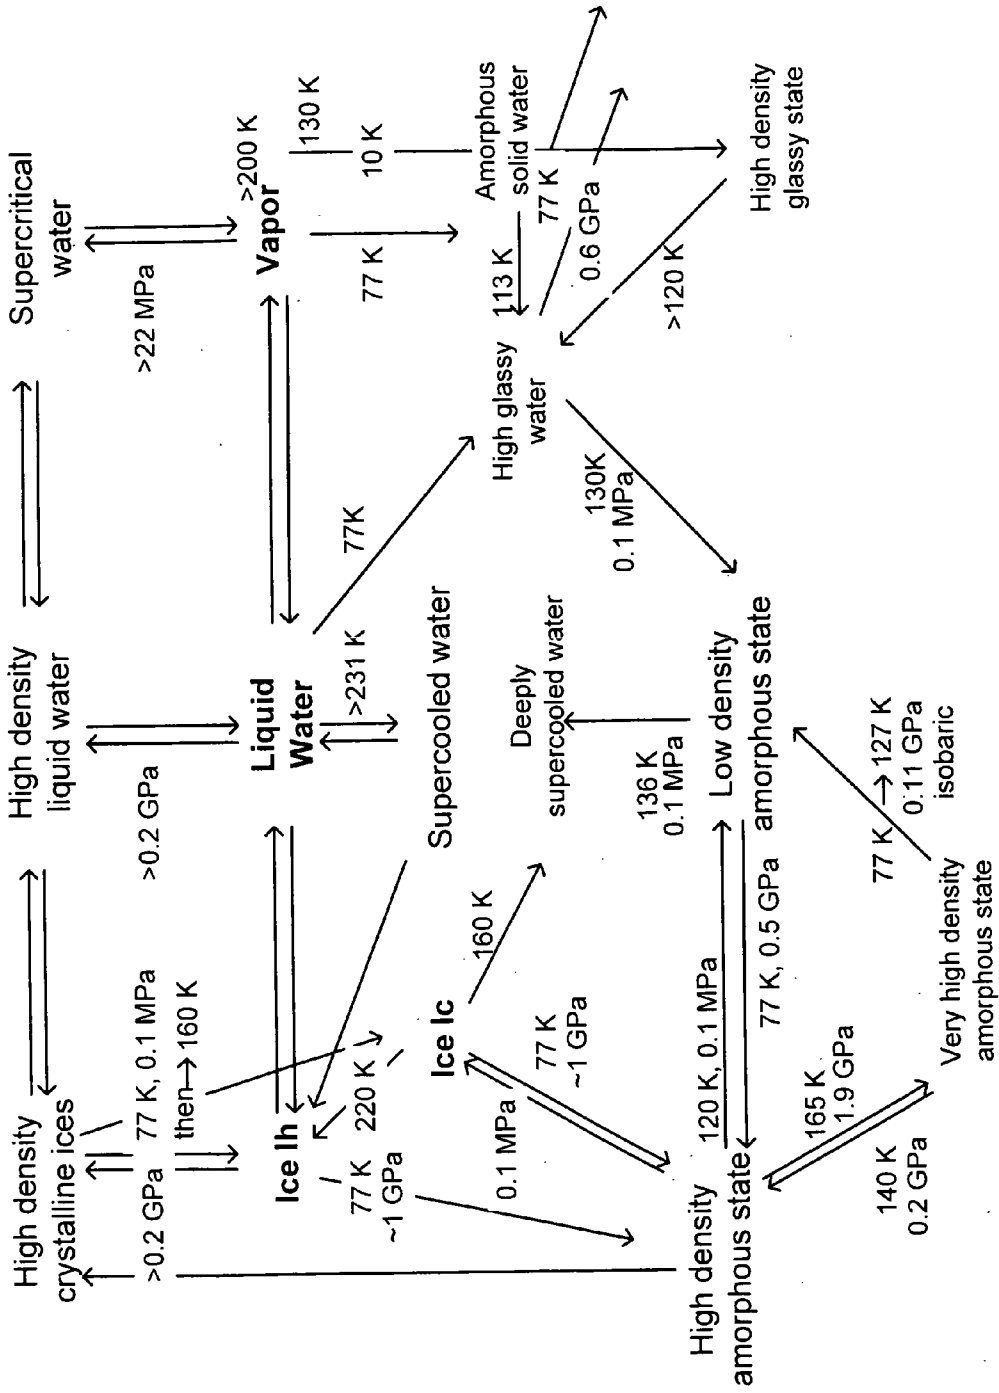 High density
crystalline ices
High density
liquid water
Supercritical
water
>0.2 GPa
77 K, 0.1 MPa
then→160 K
>0.2 GPa
>22 MPa
Ice Ih
Liquid
Water
Vapor
>200 K
130 K
10 K
77 K
77 K
~1 GPa
220 K
>231 K
77K
Ice Ic
Supercooled water
160 K
77 K
~1 GPa
0.1 MPa
Deeply
supercooled water
High glassy
water
113 K
Amorphous
solid water
77 K
0.6 GPa
>120 K
130K
0.1 MPa
136 K
0.1 MPa
High density
glassy state
High density
amorphous state
120 K, 0.1 MPa
77 K, 0.5 GPa
Low density
amorphous state
165 K
1.9 GPa
140 K
0.2 GPa
77 K →127 K
0.11 GPa
isobaric
Very high density
amorphous state